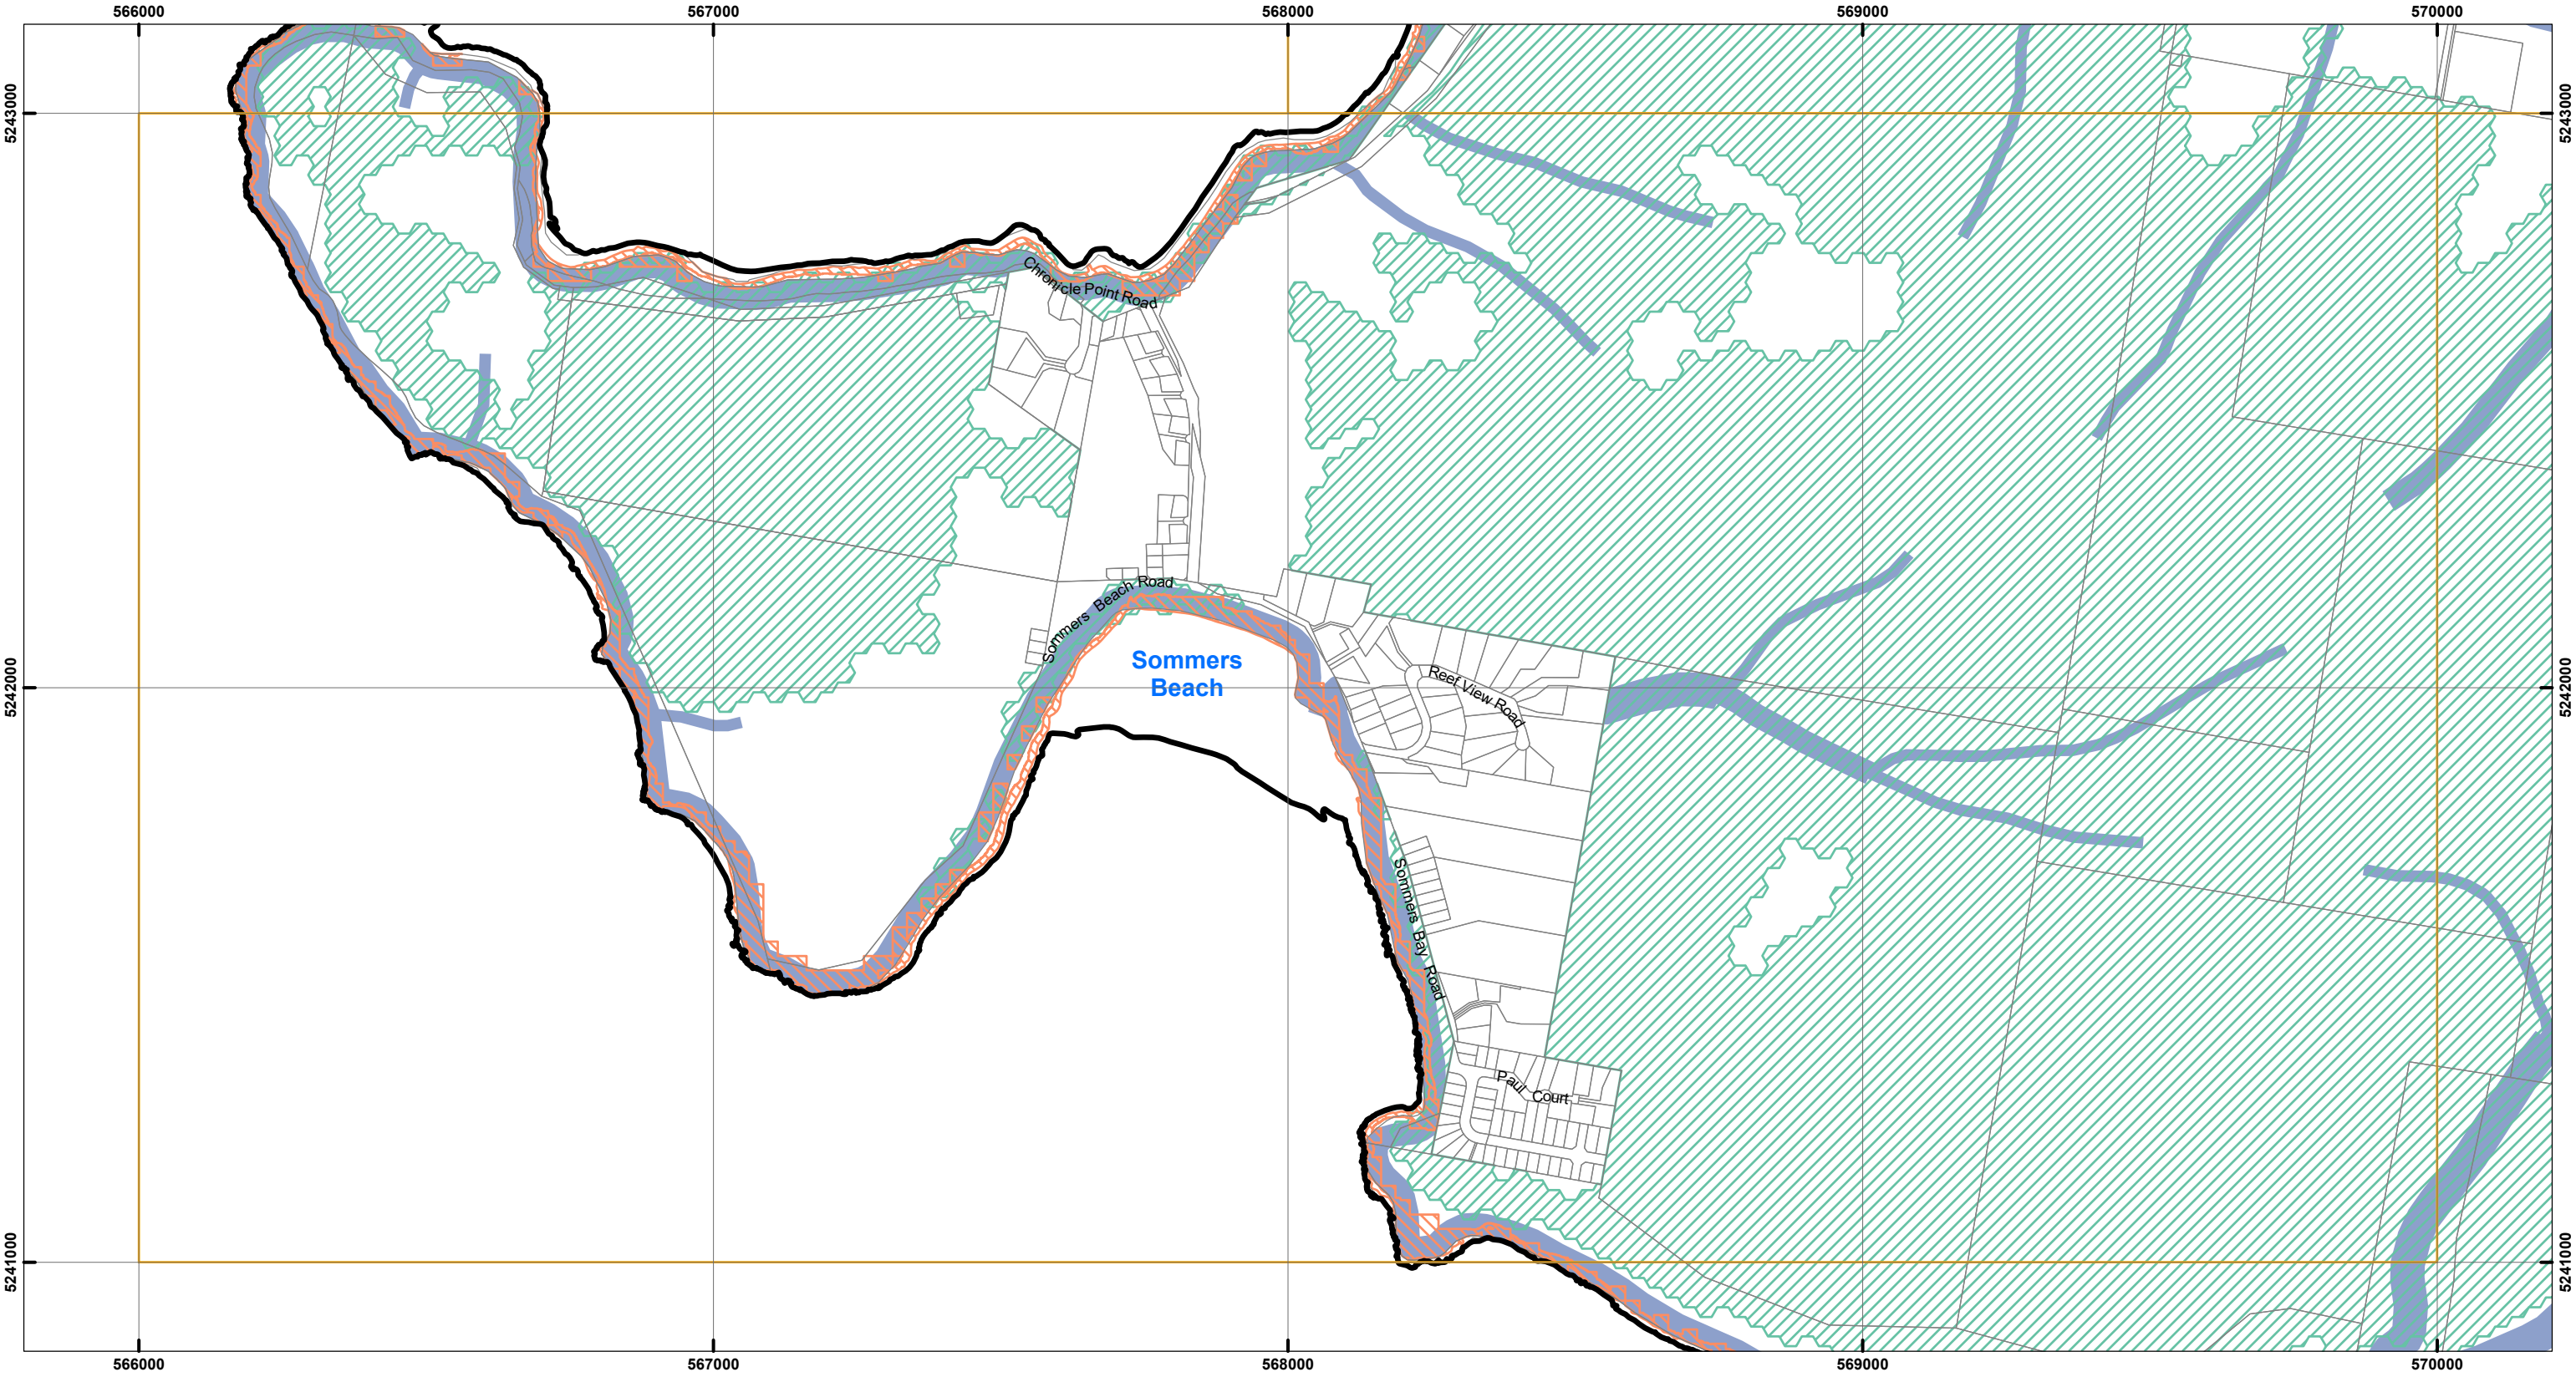 566000
567000
568000
569000
570000
5243000
5243000
Chronicle Point Road
Sommers Beach Road
Sommers
Beach
Reef View Road
5242000
5242000
Sommers Bay Road
Paul Court
5241000
5241000
566000
567000
568000
569000
570000